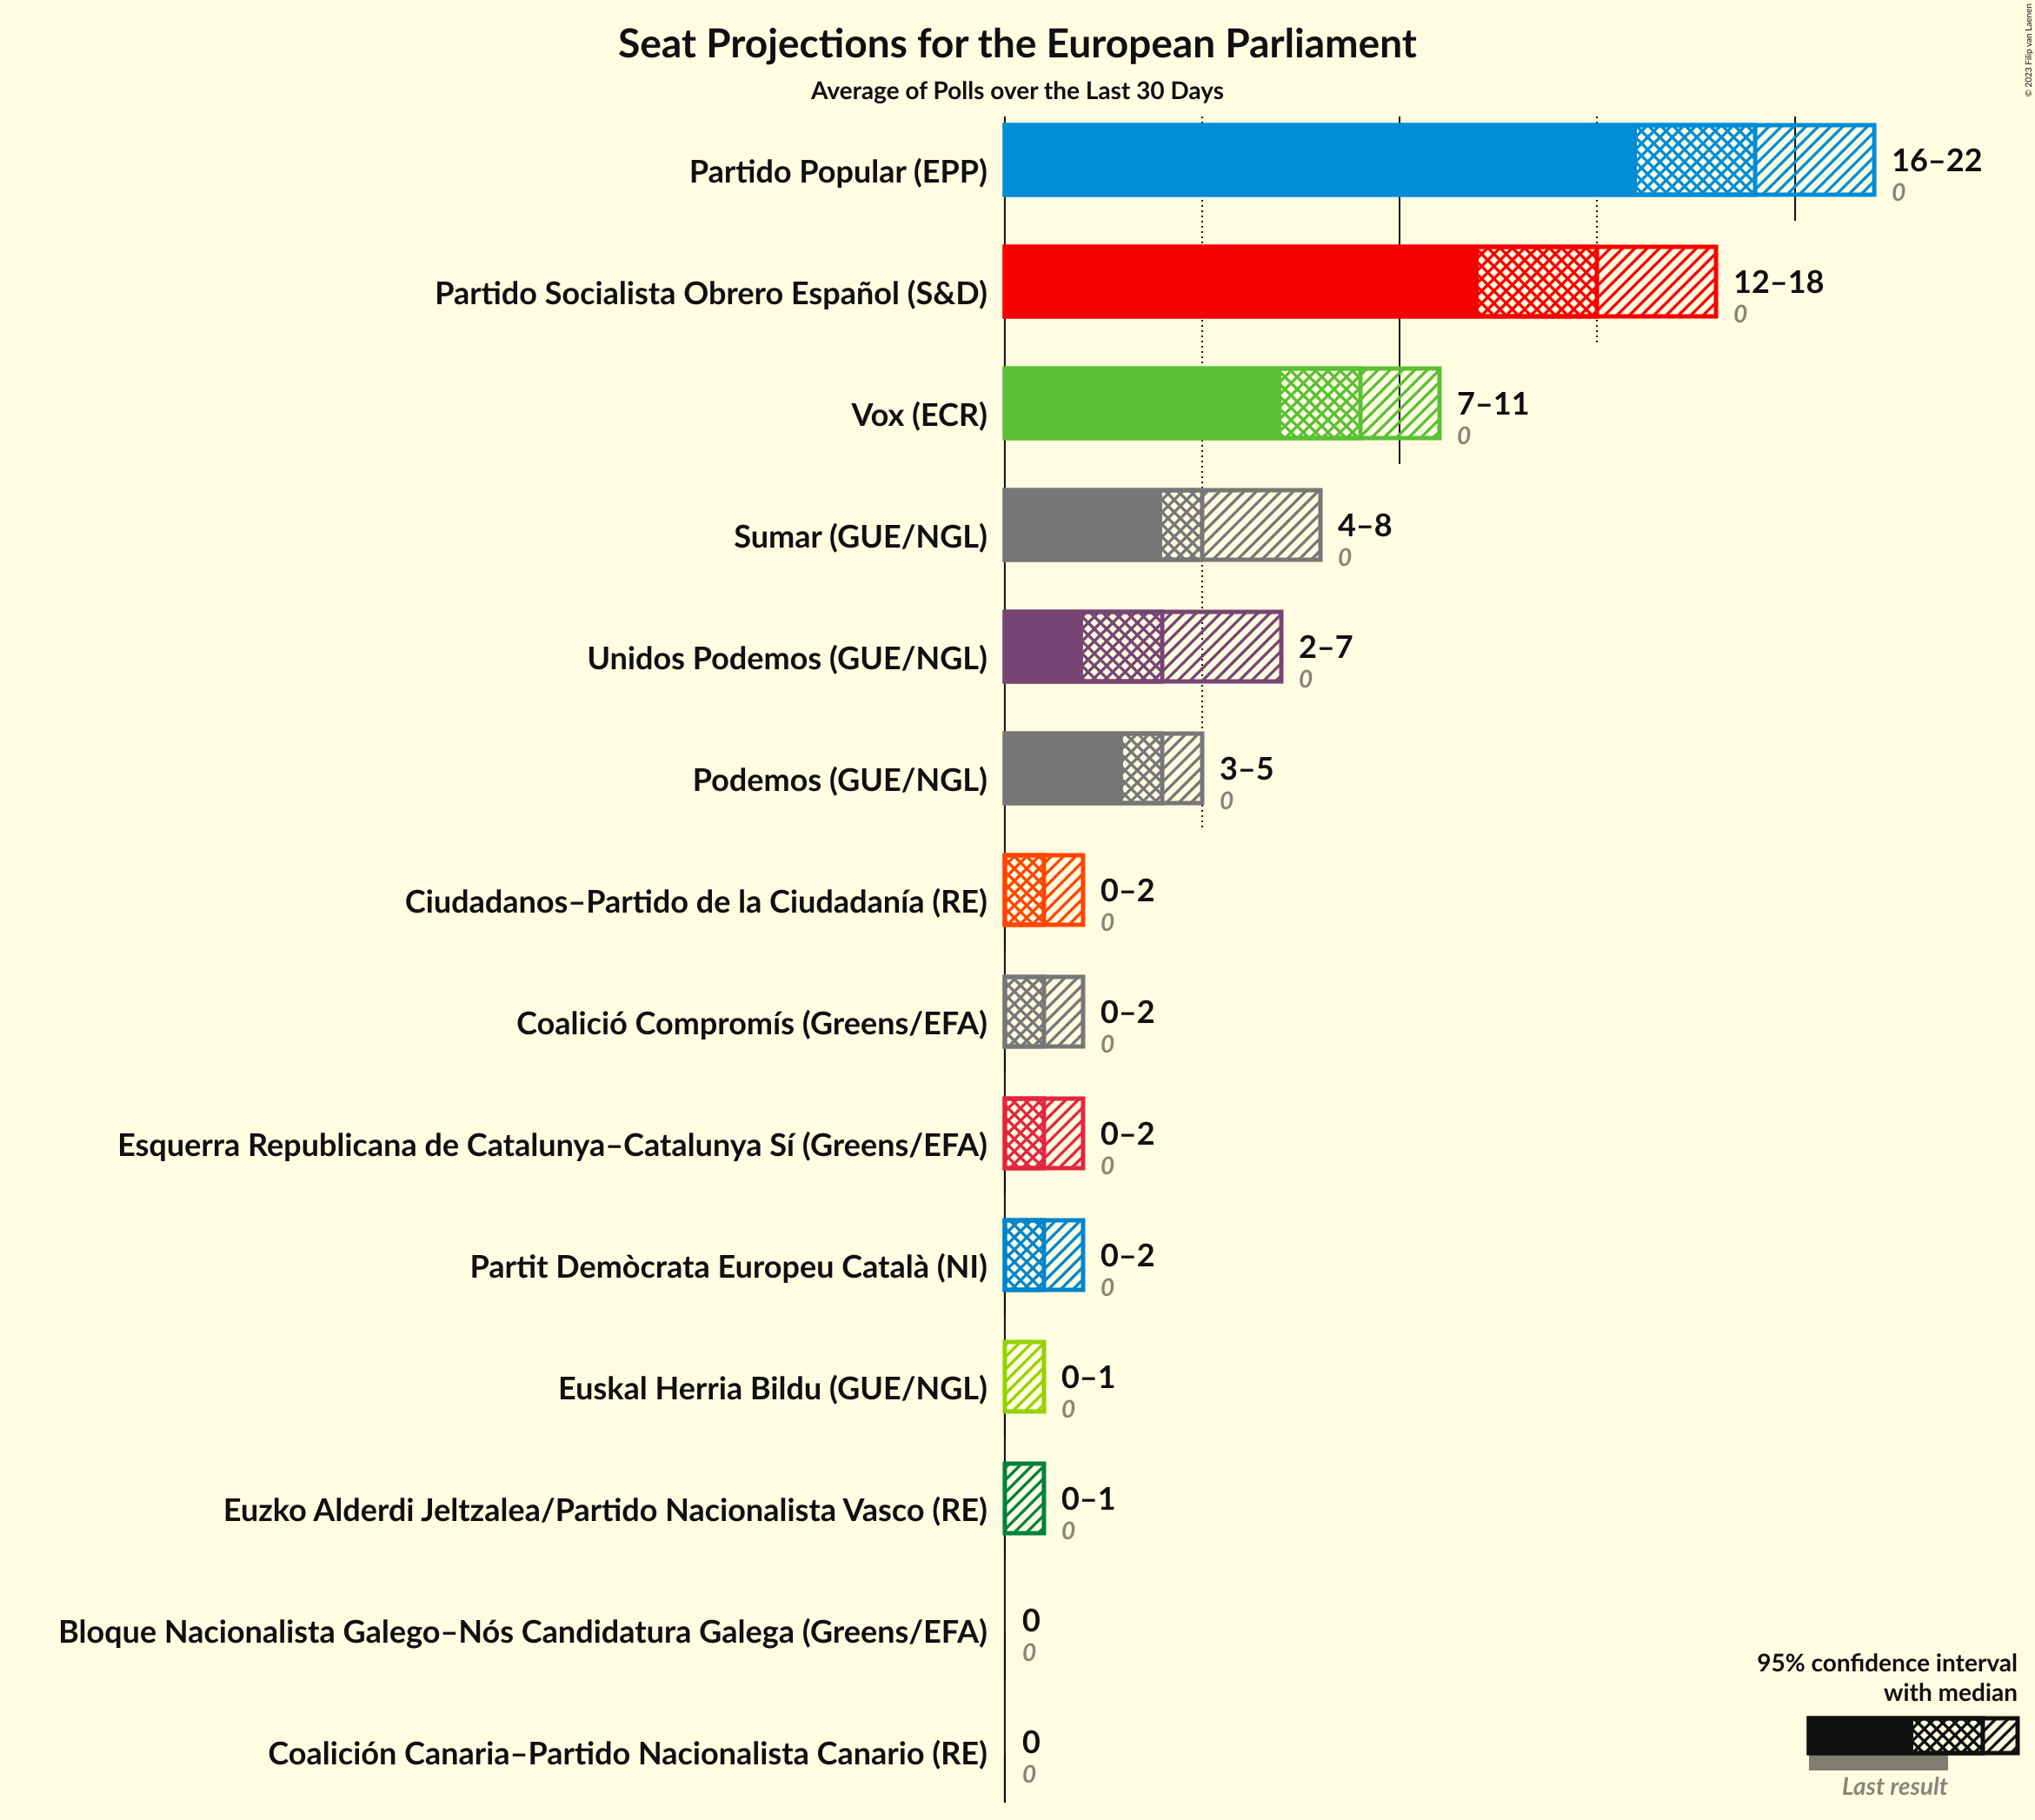 Seat Projections for the European Parliament
Average of Polls over the Last 30 Days
© 2023 Filip van Laenen
Partido Popular (EPP)
16–22
0
Partido Socialista Obrero Español (S&D)
12–18
0
Vox (ECR)
7–11
0
Sumar (GUE/NGL)
4–8
0
Unidos Podemos (GUE/NGL)
2–7
0
Podemos (GUE/NGL)
3–5
0
Ciudadanos–Partido de la Ciudadanía (RE)
0–2
0
Coalició Compromís (Greens/EFA)
0–2
0
Esquerra Republicana de Catalunya–Catalunya Sí (Greens/EFA)
0–2
0
Partit Demòcrata Europeu Català (NI)
0–2
0
Euskal Herria Bildu (GUE/NGL)
0–1
0
Euzko Alderdi Jeltzalea/Partido Nacionalista Vasco (RE)
0–1
0
Bloque Nacionalista Galego–Nós Candidatura Galega (Greens/EFA)
0
0
Coalición Canaria–Partido Nacionalista Canario (RE)
0
0
95% confidence interval
with median
Last result